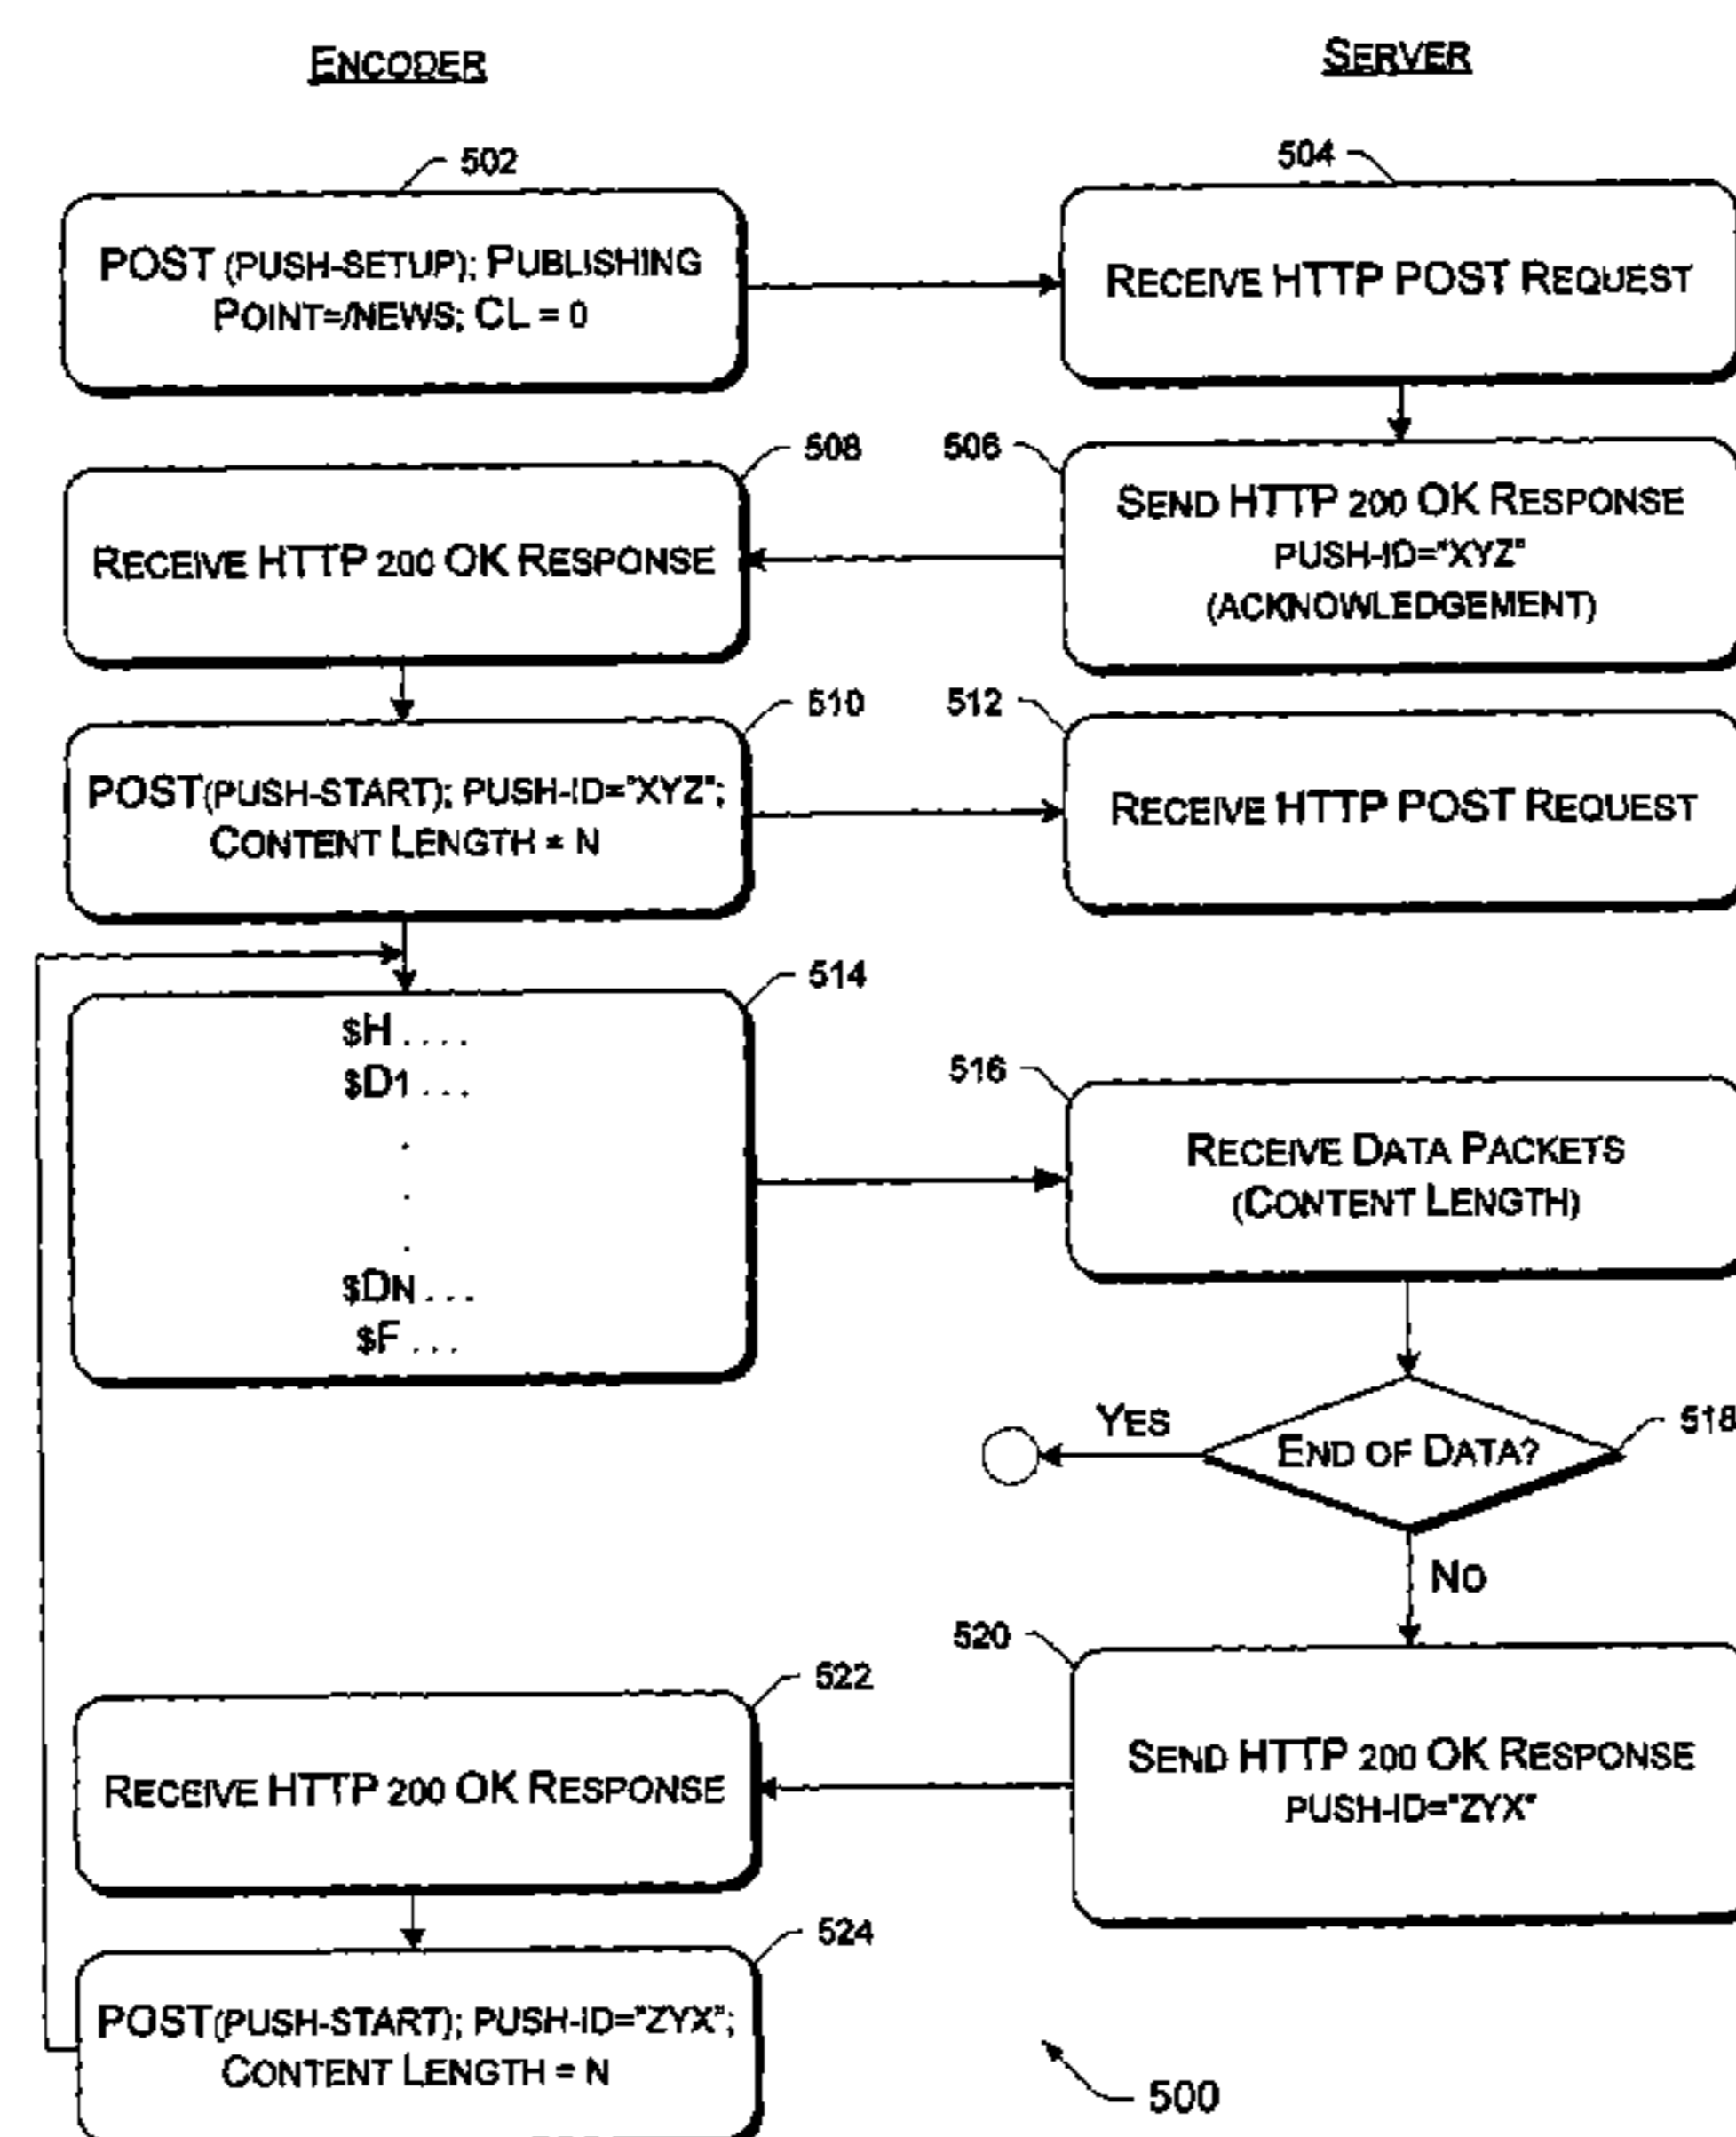 ENCODER
SERVER
502
504
POST (PUSH-SETUP); PUBLISHING
POINT=/NEWS; CL = 0
RECEIVE HTTP POST REQUEST
508
506
RECEIVE HTTP 200 OK RESPONSE
SEND HTTP 200 OK RESPONSE
PUSH-ID="XYZ"
(ACKNOWLEDGEMENT)
510
512
POST(PUSH-START); PUSH-ID="XYZ";
CONTENT LENGTH = N
RECEIVE HTTP POST REQUEST
514
$H . . . .
$D1 . . .
.
.
.
$DN . . .
$F . . .
516
RECEIVE DATA PACKETS
(CONTENT LENGTH)
518
YES
END OF DATA?
NO
520
522
RECEIVE HTTP 200 OK RESPONSE
SEND HTTP 200 OK RESPONSE
PUSH-ID="ZYX"
524
POST(PUSH-START); PUSH-ID="ZYX";
CONTENT LENGTH = N
500